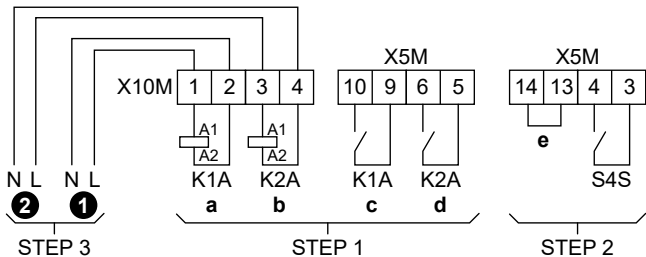 X5M X5M
X10M 1 2 3 4 10 9 6 5 14 13 4 3
A1 A1 e
A2 A2
N L N L K1A K2A K1A K2A S4S
2 1 a b c d
STEP 3 STEP 1 STEP 2